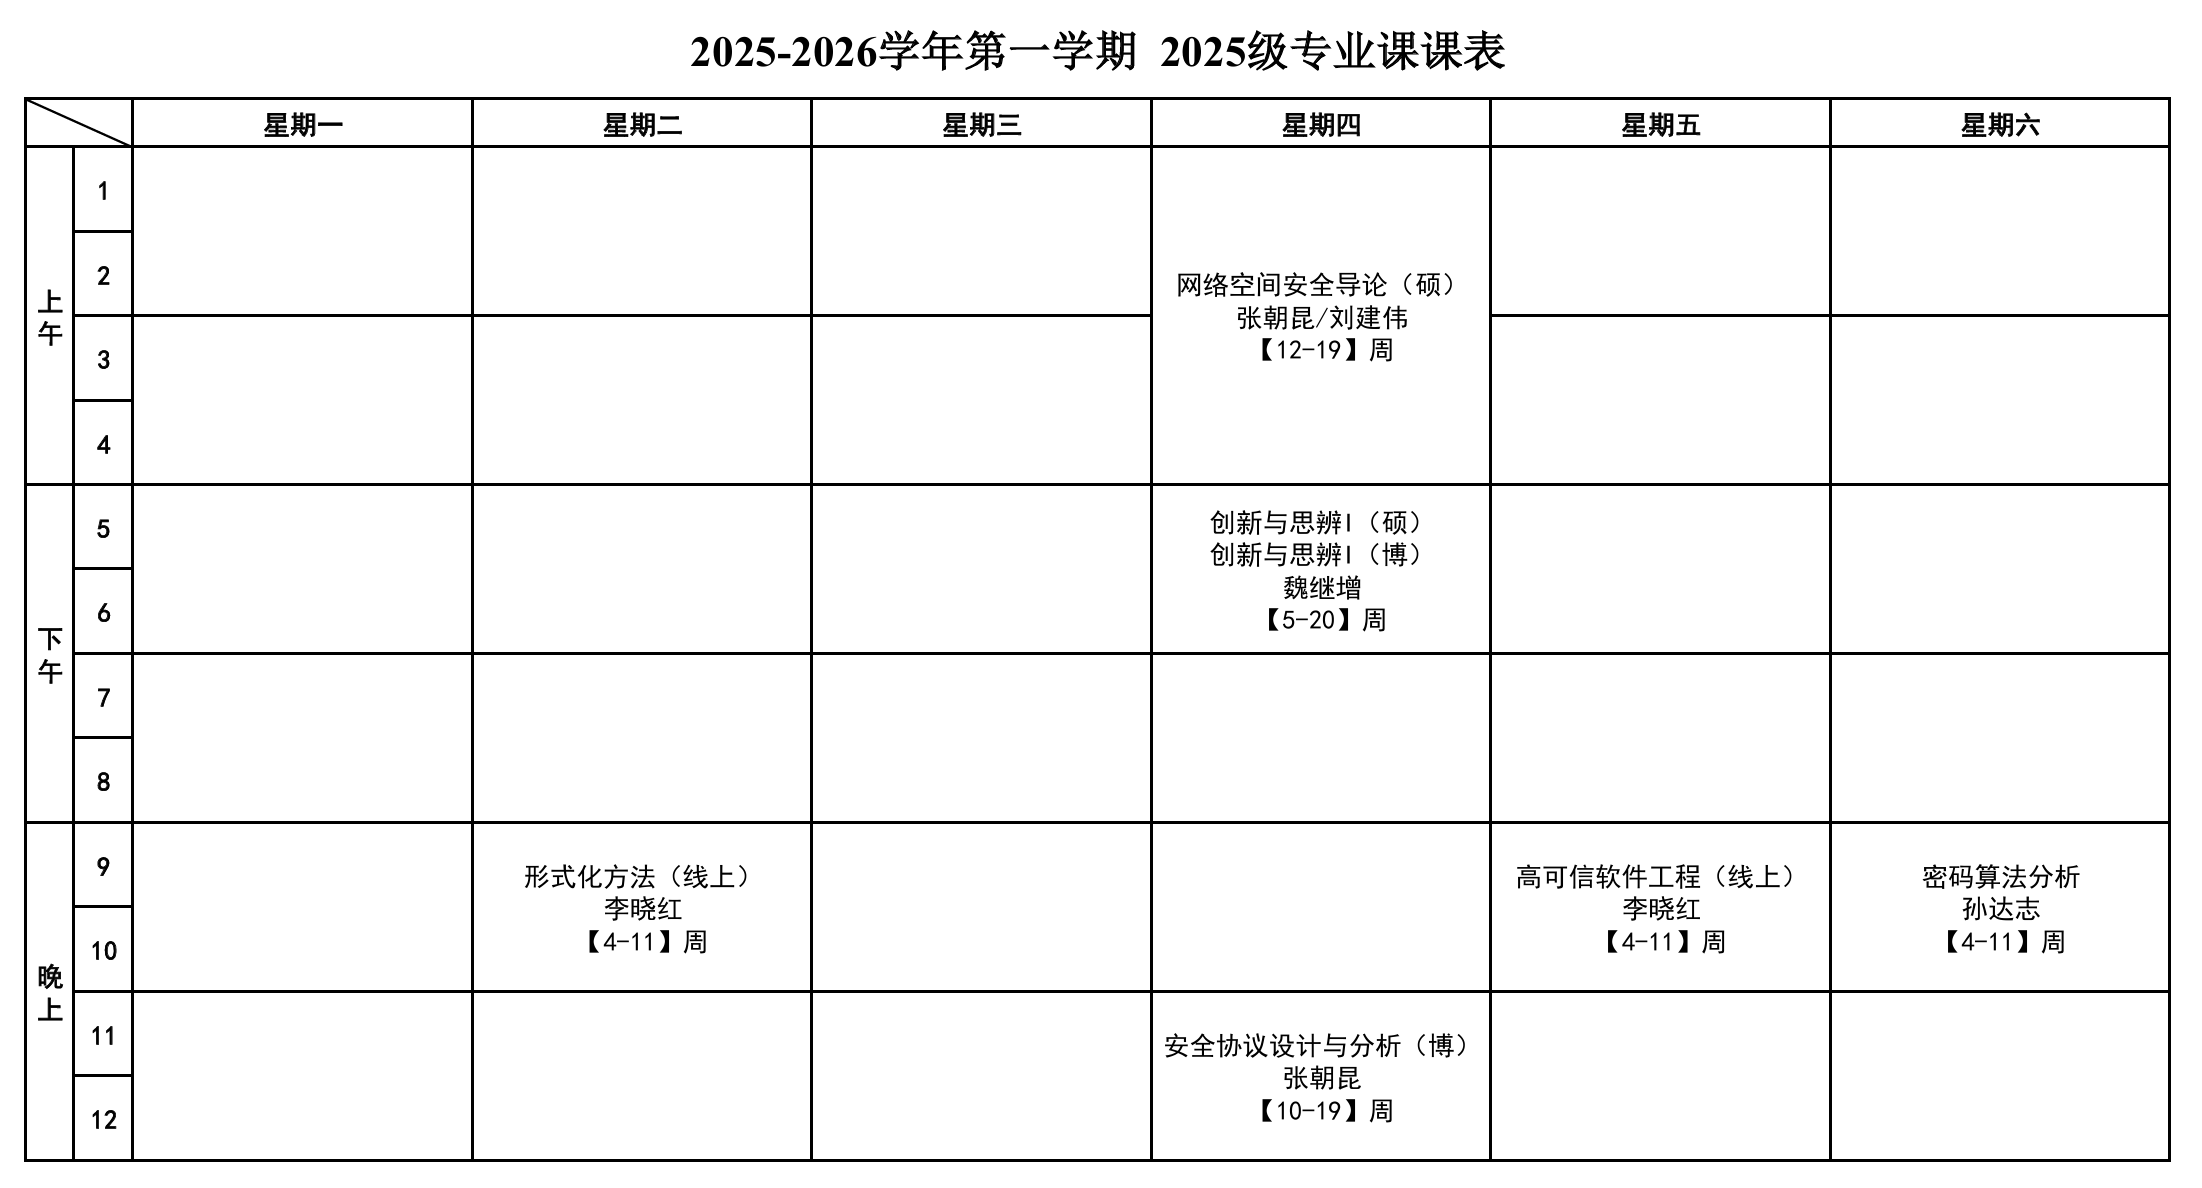 2025-2026学年第一学期 2025级专业课课表
星期一
星期二
星期三
星期四
星期五
星期六
上午
1
2
3
4
网络空间安全导论（硕）
张朝昆/刘建伟
【12-19】周
下午
5
6
7
8
创新与思辨I（硕）
创新与思辨I（博）
魏继增
【5-20】周
晚上
9
10
11
12
形式化方法（线上）
李晓红
【4-11】周
高可信软件工程（线上）
李晓红
【4-11】周
密码算法分析
孙达志
【4-11】周
安全协议设计与分析（博）
张朝昆
【10-19】周